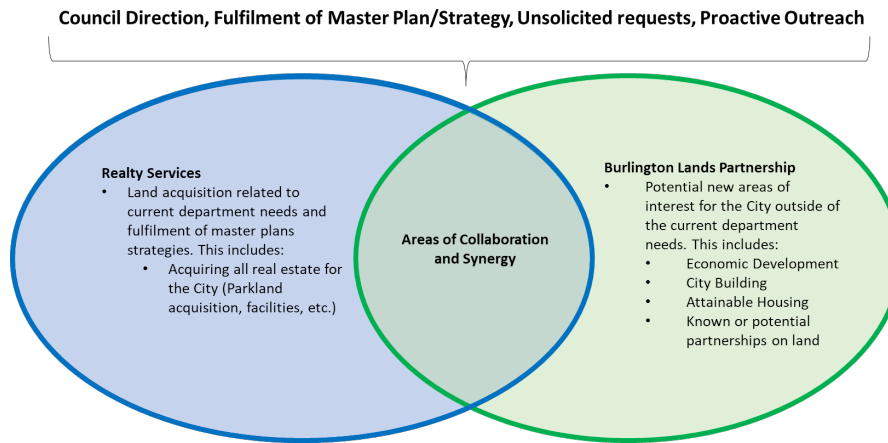 Council Direction, Fulfilment of Master Plan/Strategy, Unsolicited requests, Proactive Outreach
Realty Services
• Land acquisition related to
current department needs and
fulfilment of master plans
strategies. This includes:
• Acquiring all real estate for
the City (Parkland
acquisition, facilities, etc.)
Areas of Collaboration
and Synergy
Burlington Lands Partnership
• Potential new areas of
interest for the City outside of
the current department
needs. This includes:
• Economic Development
• City Building
• Attainable Housing
• Known or potential
partnerships on land